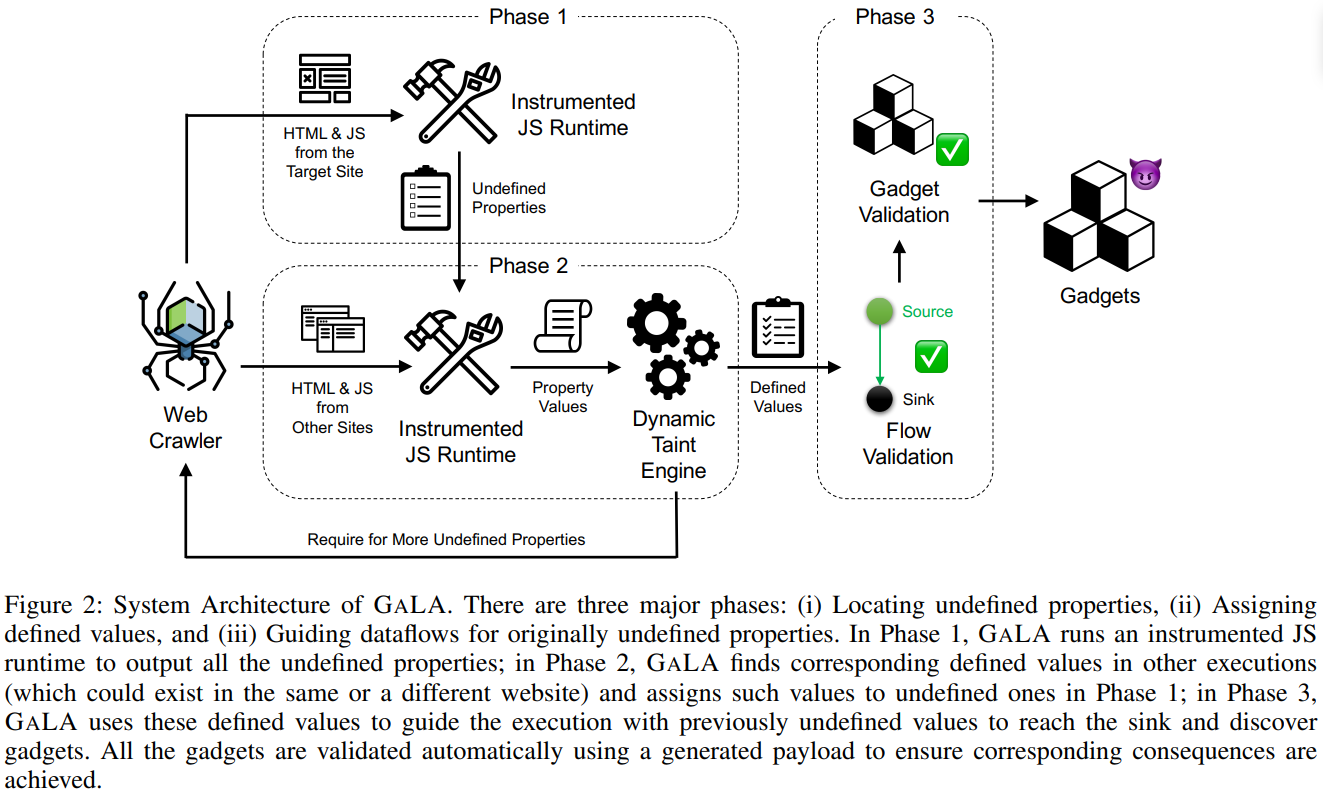 Phase 1
HTML & JS
from the
Target Site
Instrumented
JS Runtime
Undefined
Properties
Phase 2
Web
Crawler
HTML & JS
from
Other Sites
Instrumented
JS Runtime
Property
Values
Dynamic
Taint
Engine
Defined
Values
Require for More Undefined Properties
Phase 3
Gadget
Validation
Source
Sink
Flow
Validation
Gadgets
Figure 2: System Architecture of GALA. There are three major phases: (i) Locating undefined properties, (ii) Assigning
defined values, and (iii) Guiding dataflows for originally undefined properties. In Phase 1, GALA runs an instrumented JS
runtime to output all the undefined properties; in Phase 2, GALA finds corresponding defined values in other executions
(which could exist in the same or a different website) and assigns such values to undefined ones in Phase 1; in Phase 3,
GALA uses these defined values to guide the execution with previously undefined values to reach the sink and discover
gadgets. All the gadgets are validated automatically using a generated payload to ensure corresponding consequences are
achieved.